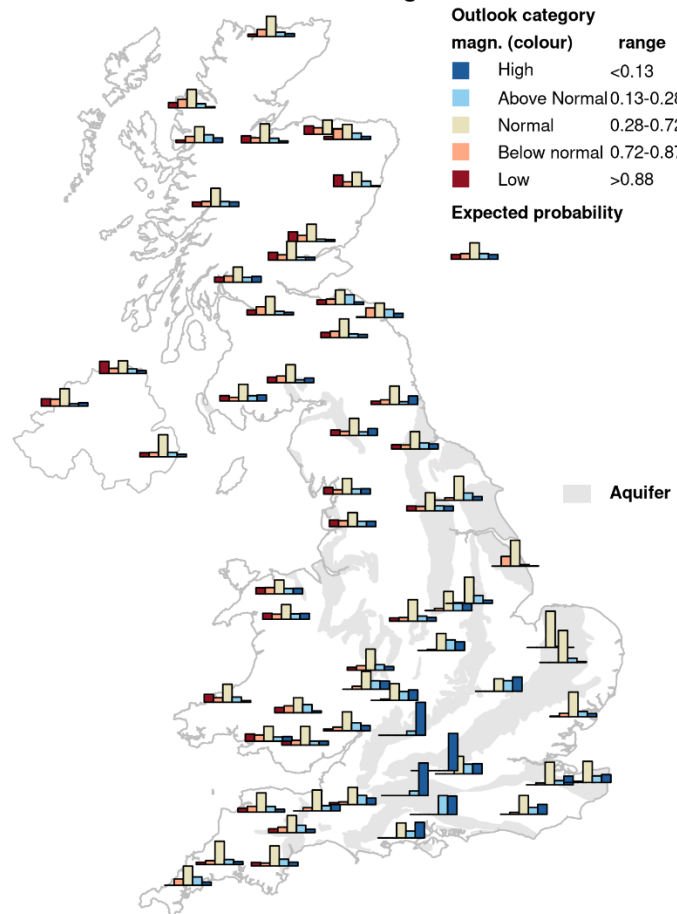 Outlook category
magn. (colour) range
High <0.13
Above Normal 0.13-0.28
Normal 0.28-0.72
Below normal 0.72-0.87
Low >0.88
Expected probability
Aquifer